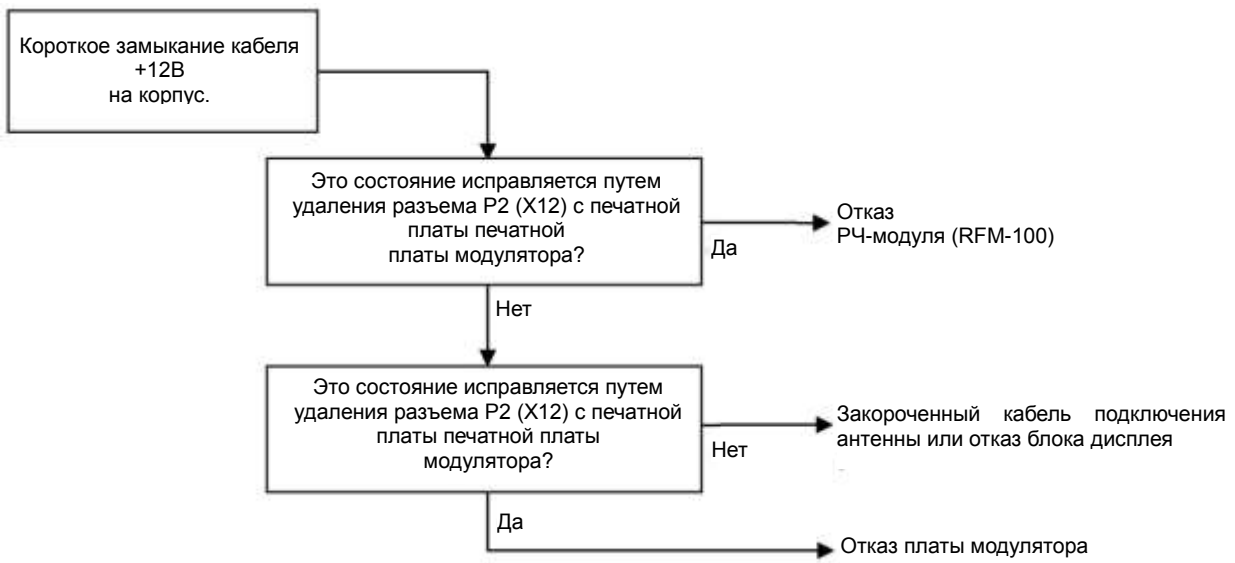 Короткое замыкание кабеля
+12В
на корпус.
Это состояние исправляется путем
удаления разъема P2 (X12) с печатной
платы печатной
платы модулятора?
Да
Отказ
РЧ-модуля (RFM-100)
Нет
Это состояние исправляется путем
удаления разъема P2 (X12) с печатной
платы печатной платы
модулятора?
Нет
Закороченный кабель подключения
антенны или отказ блока дисплея
Да
Отказ платы модулятора